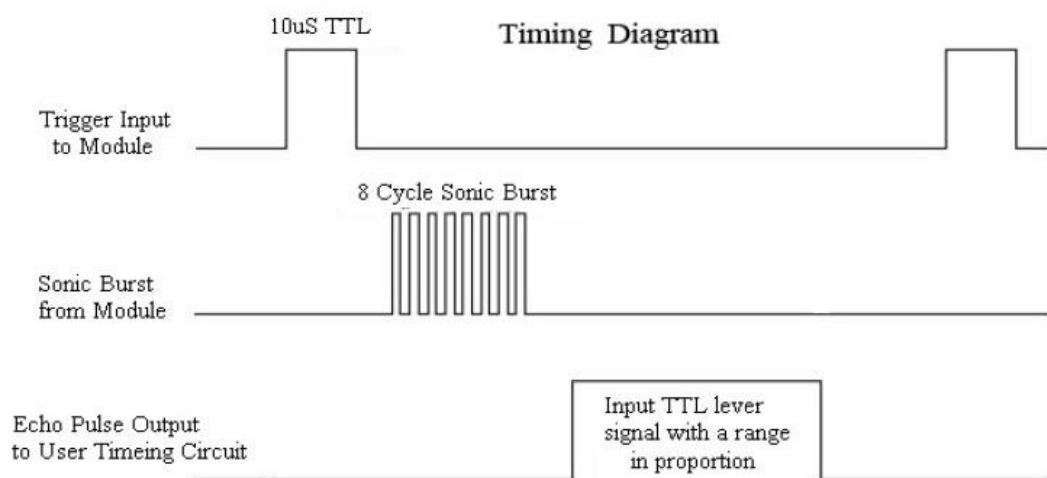 10uS TTL
Timing Diagram
Trigger Input
to Module
8 Cycle Sonic Burst
Sonic Burst
from Module
Echo Pulse Output
to User Timeing Circuit
Input TTL lever
signal with a range
in proportion